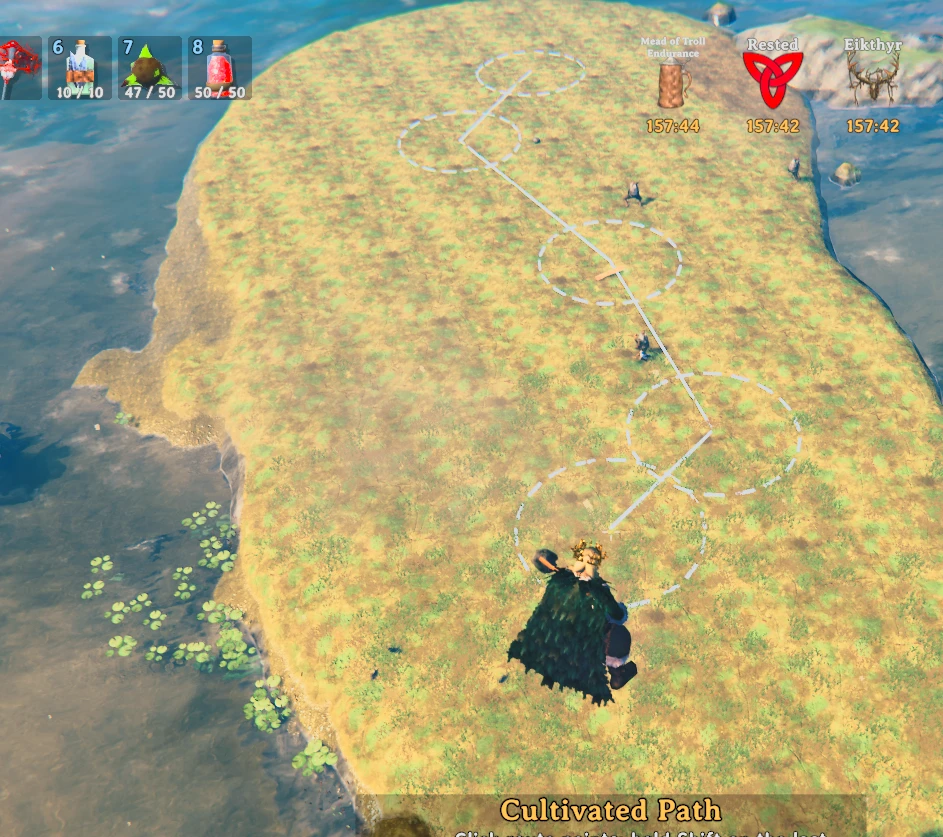 6 7 8
10 / 10 47 / 50 50 / 50
Mead of Troll Endurance
Rested
Eikthyr
157:44 157:42 157:42
Cultivated Path